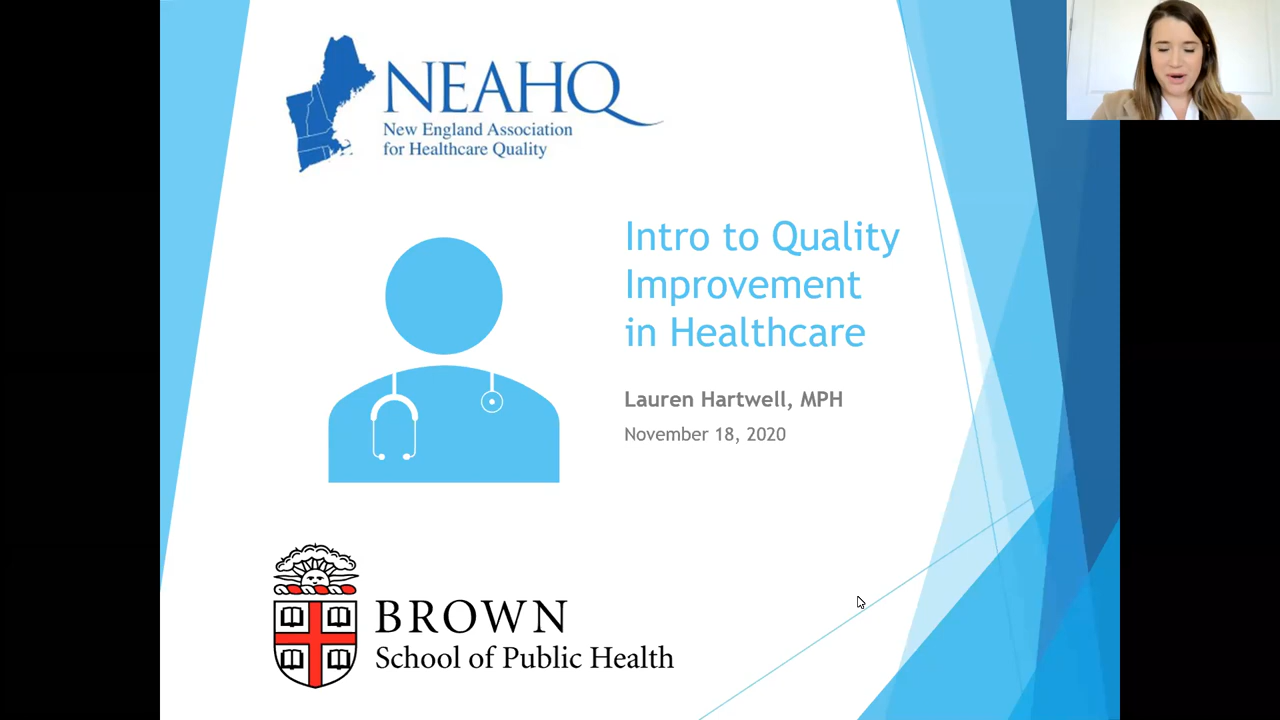 NEAHQ
New England Association
for Healthcare Quality
Intro to Quality
Improvement
in Healthcare
Lauren Hartwell, MPH
November 18, 2020
BROWN
School of Public Health